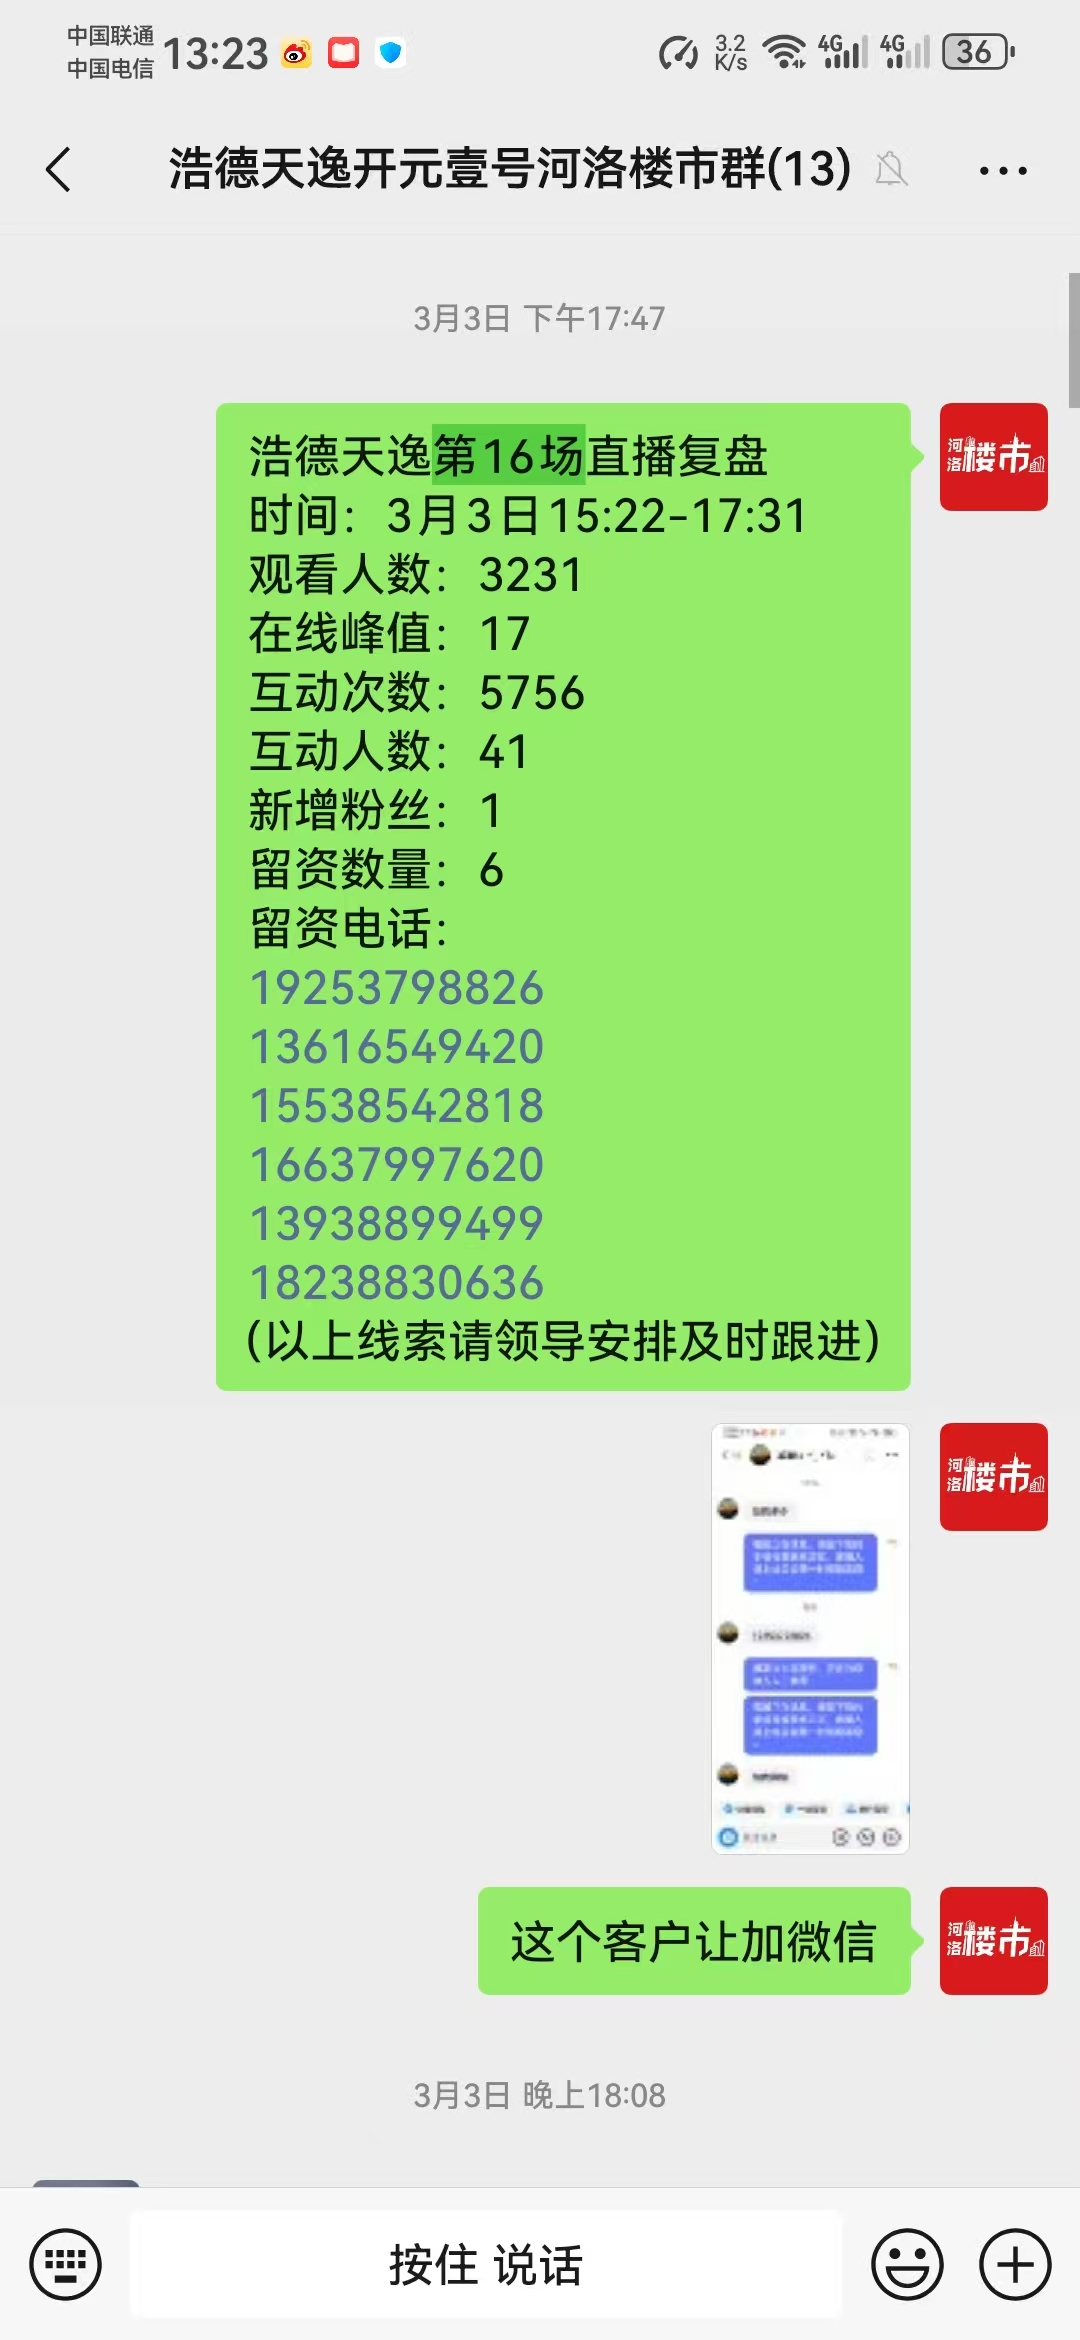 中国联通
中国电信
13:23
3.2
K/s
4G
4G
36
浩德天逸开元壹号河洛楼市群(13)
3月3日 下午17:47
浩德天逸第16场直播复盘
时间：3月3日15:22-17:31
观看人数：3231
在线峰值：17
互动次数：5756
互动人数：41
新增粉丝：1
留资数量：6
留资电话：
19253798826
13616549420
15538542818
16637997620
13938899499
18238830636
(以上线索请领导安排及时跟进)
河洛楼市
河洛楼市
这个客户让加微信
河洛楼市
3月3日 晚上18:08
按住 说话